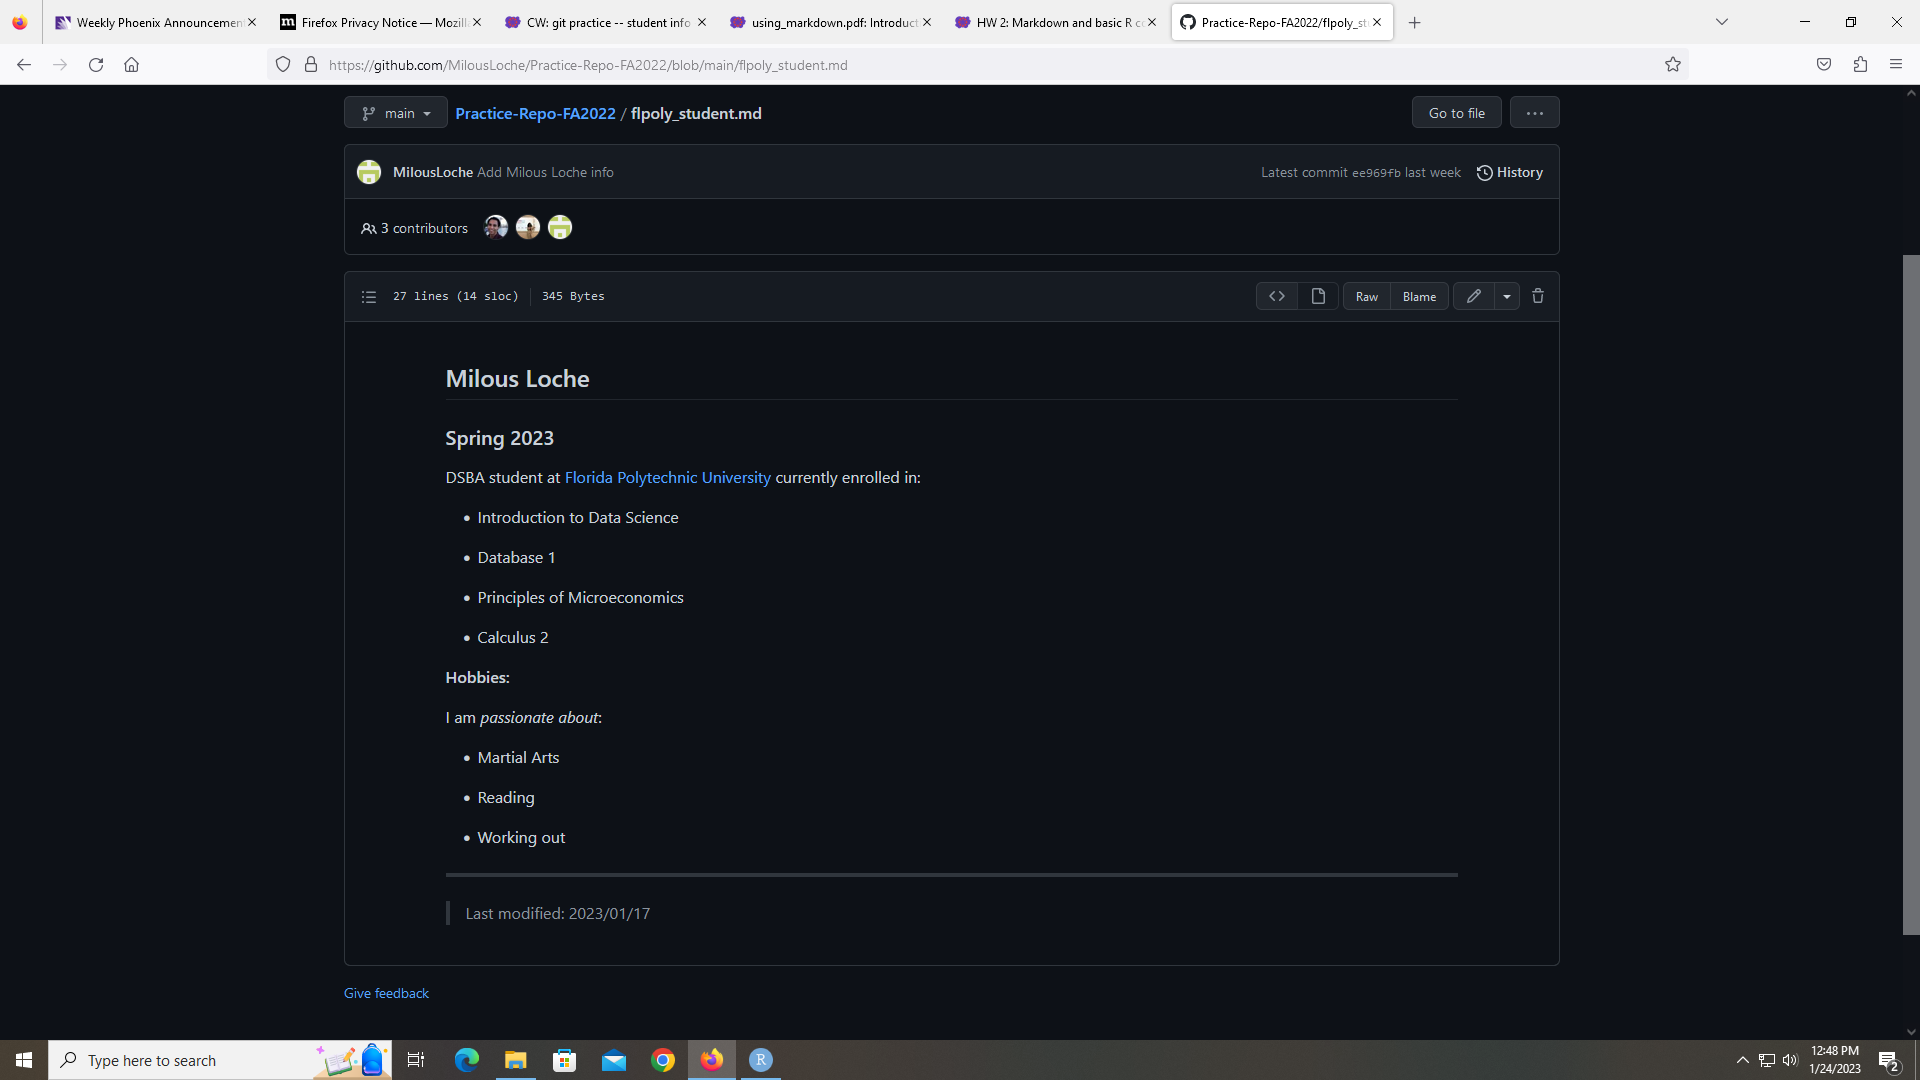 Weekly Phoenix Announcement
Firefox Privacy Notice — Mozill
CW: git practice -- student info
using_markdown.pdf: Introduct
HW 2: Markdown and basic R c
Practice-Repo-FA2022/flpoly_st
https://github.com/MilousLoche/Practice-Repo-FA2022/blob/main/flpoly_student.md
main
Practice-Repo-FA2022 / flpoly_student.md
Go to file
MilousLoche Add Milous Loche info
Latest commit ee969fb last week
History
3 contributors
27 lines (14 sloc)
345 Bytes
Raw
Blame
Milous Loche
Spring 2023
DSBA student at Florida Polytechnic University currently enrolled in:
• Introduction to Data Science
• Database 1
• Principles of Microeconomics
• Calculus 2
Hobbies:
I am passionate about:
• Martial Arts
• Reading
• Working out
Last modified: 2023/01/17
Give feedback
Type here to search
R
12:48 PM
1/24/2023
2